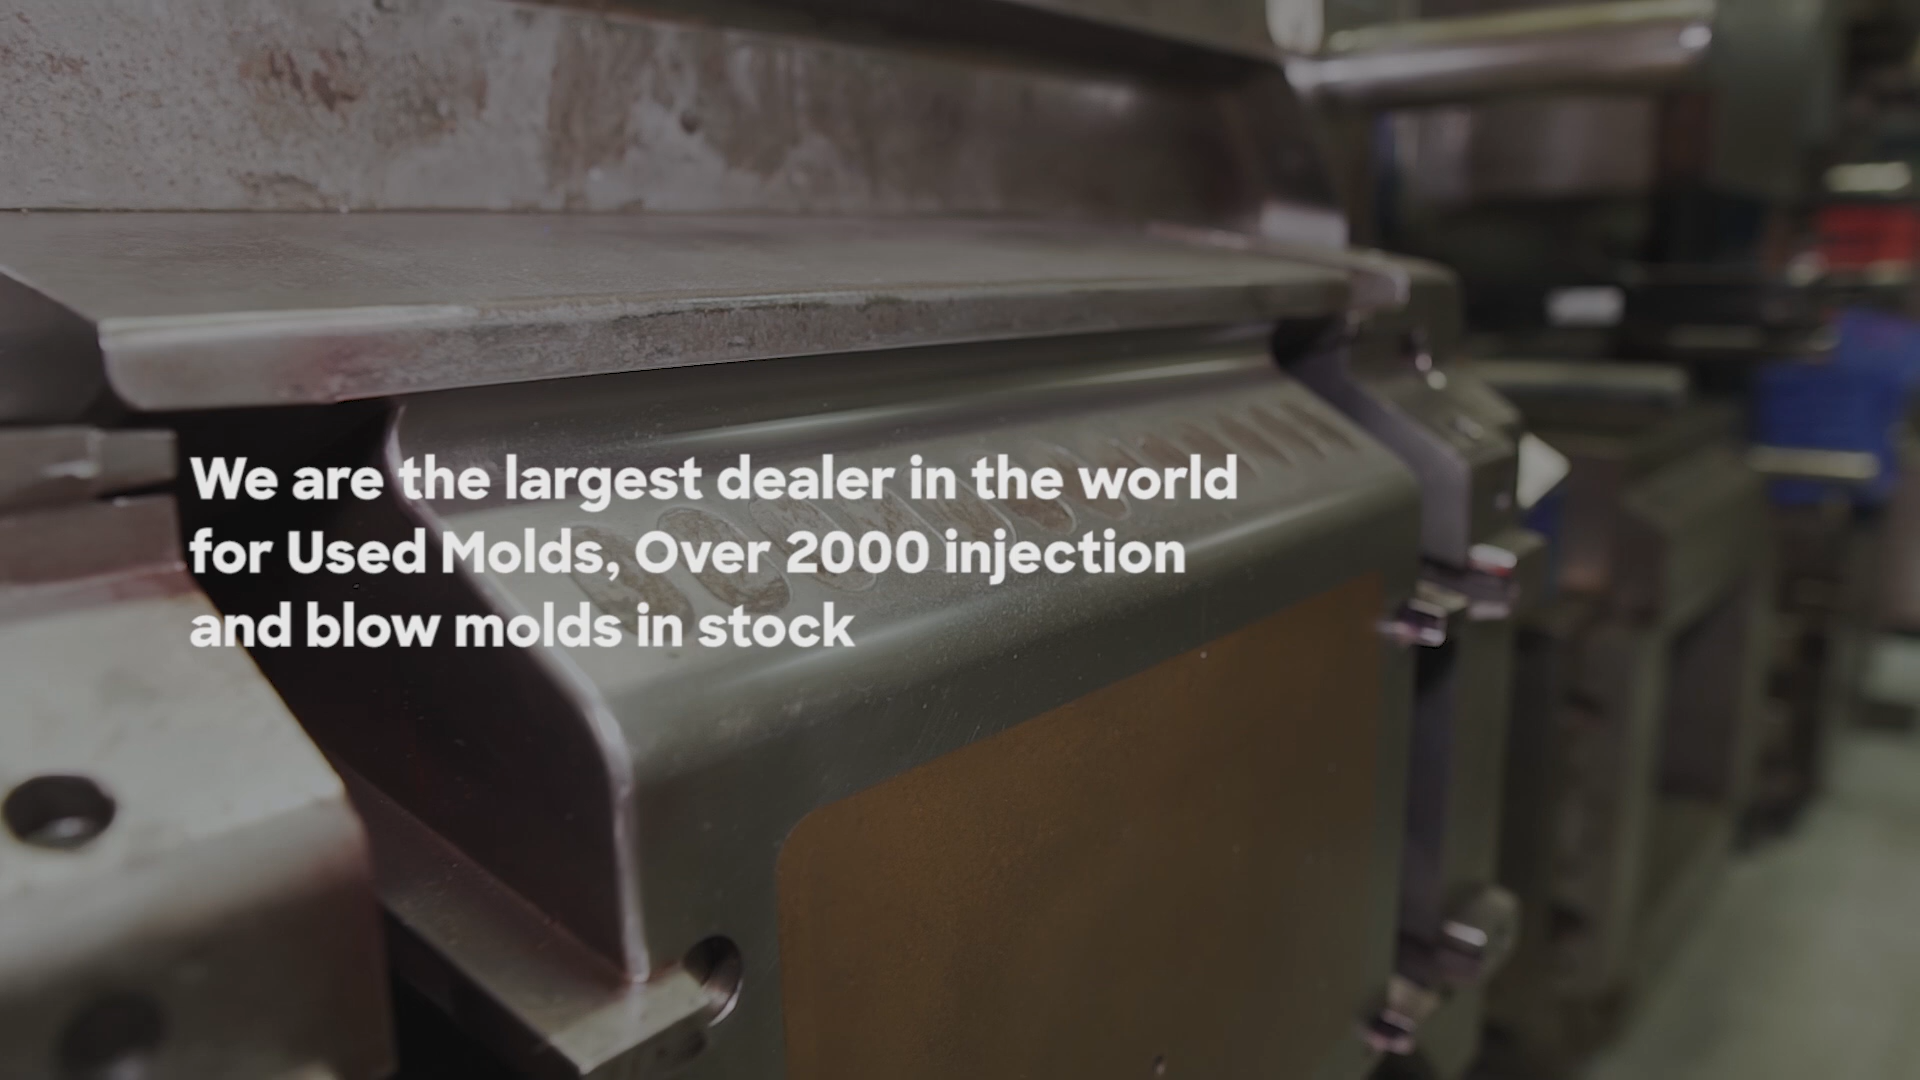 We are the largest dealer in the world
for Used Molds, Over 2000 injection
and blow molds in stock